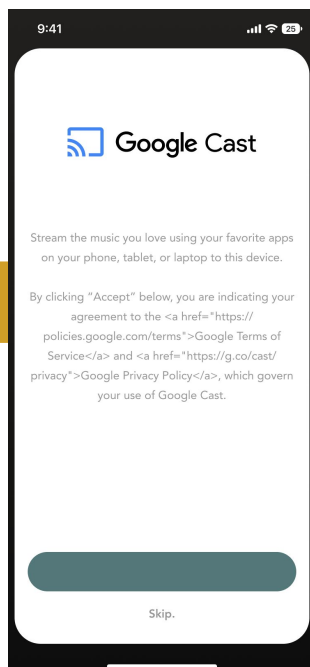 9:41
25
Google Cast
Stream the music you love using your favorite apps
on your phone, tablet, or laptop to this device.
By clicking “Accept” below, you are indicating your
agreement to the <a href="https://
policies.google.com/terms">Google Terms of
Service</a> and <a href="https://g.co/cast/
privacy">Google Privacy Policy</a>, which govern
your use of Google Cast.
Skip.